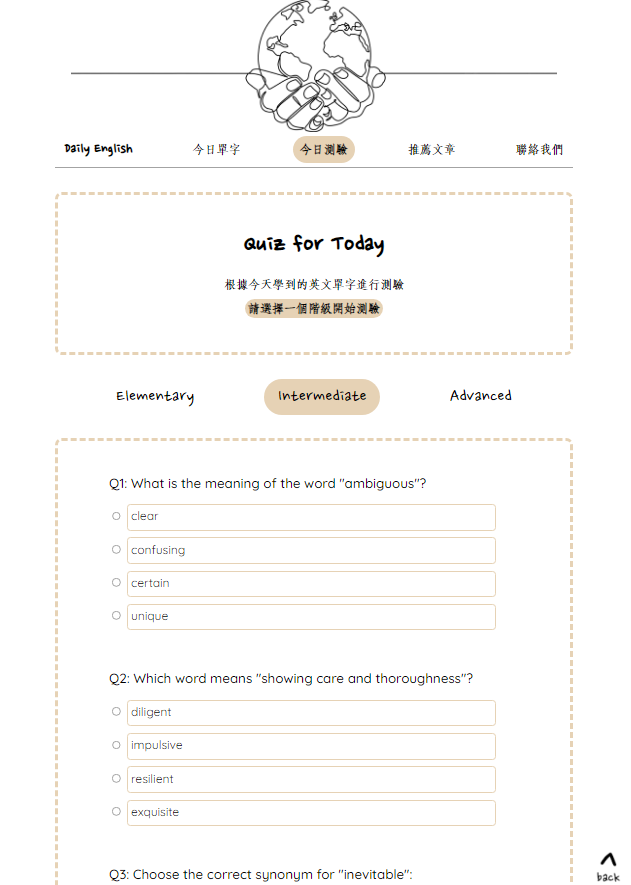 Daily English 今日單字 今日測驗 推薦文章 聯絡我們
Quiz for Today
根據今天學到的英文單字進行測驗
請選擇一個階級開始測驗
Elementary Intermediate Advanced
Q1: What is the meaning of the word "ambiguous"?
clear
confusing
certain
unique
Q2: Which word means "showing care and thoroughness"?
diligent
impulsive
resilient
exquisite
Q3: Choose the correct synonym for "inevitable":
back